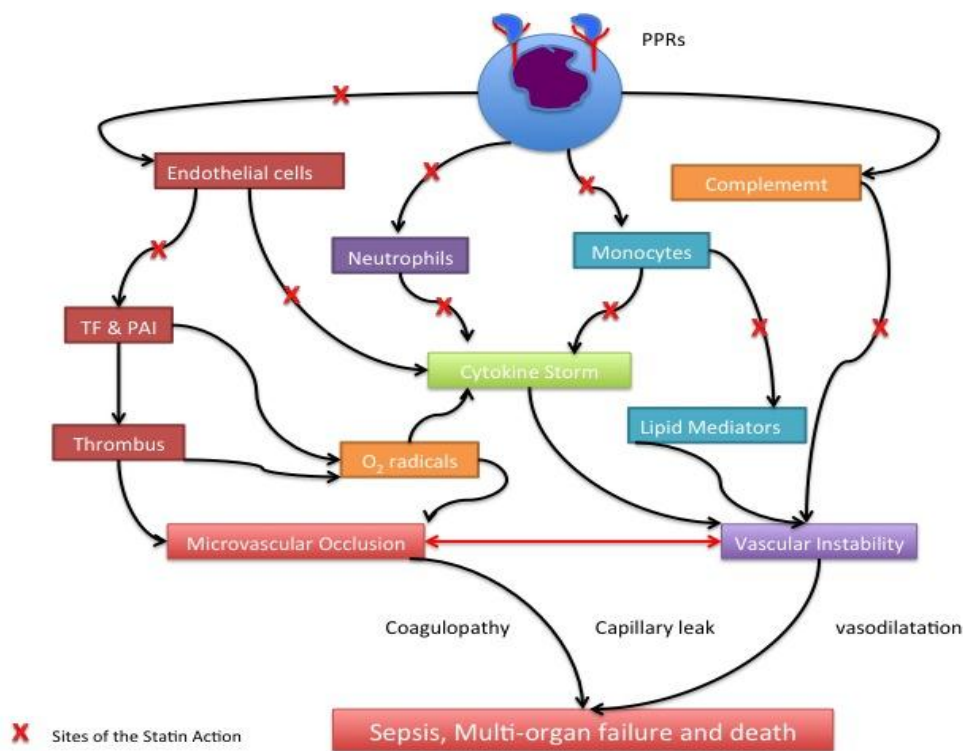 PPRs
Endothelial cells
Complememt
Neutrophils
Monocytes
TF & PAI
Cytokine Storm
Lipid Mediators
Thrombus
O₂ radicals
Microvascular Occlusion
Vascular Instability
Coagulopathy
Capillary leak
vasodilatation
Sepsis, Multi-organ failure and death
X Sites of the Statin Action